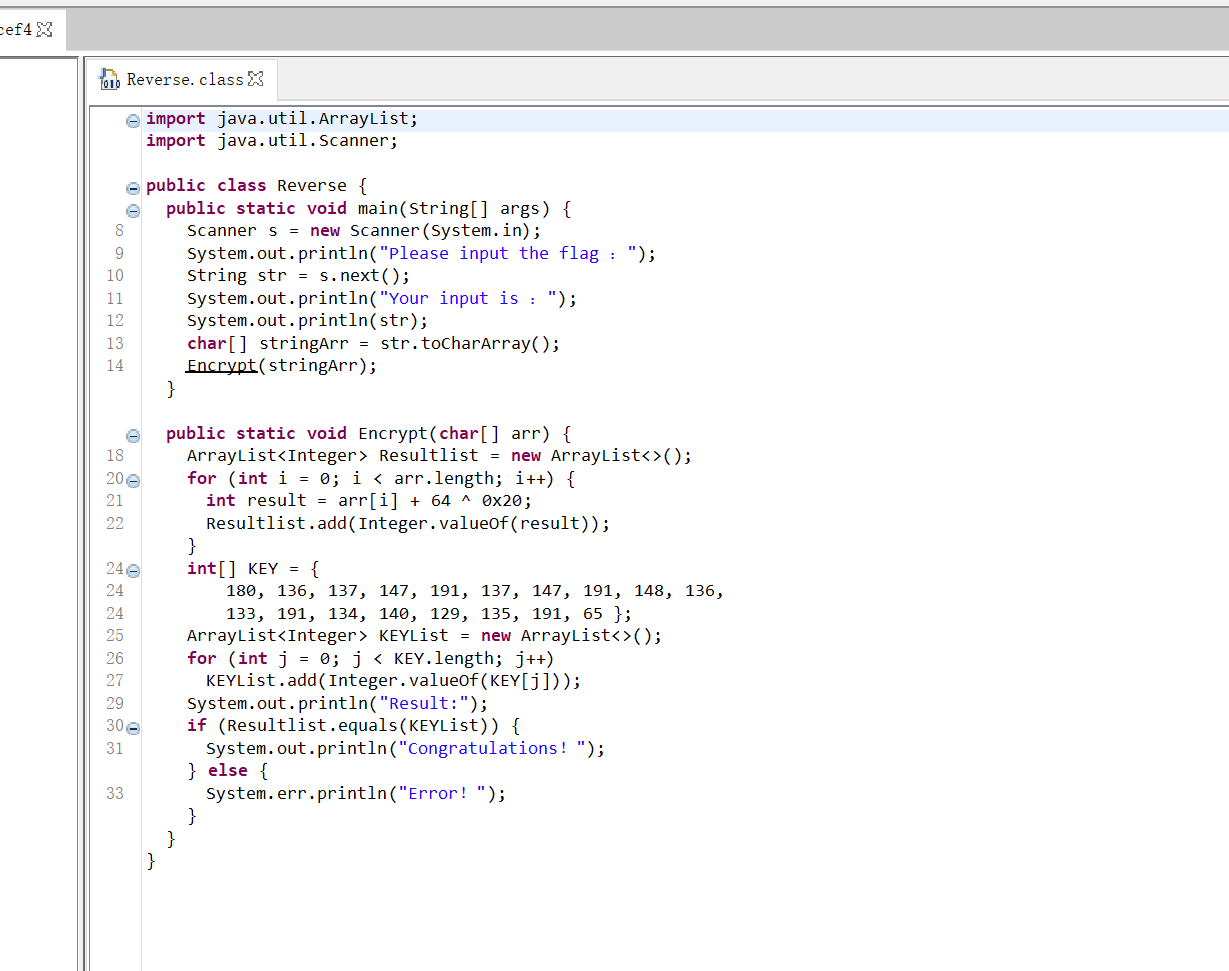 cef4
Reverse.class
import java.util.ArrayList;
import java.util.Scanner;
public class Reverse {
public static void main(String[] args) {
8 Scanner s = new Scanner(System.in);
9 System.out.println("Please input the flag ：");
10 String str = s.next();
11 System.out.println("Your input is ：");
12 System.out.println(str);
13 char[] stringArr = str.toCharArray();
14 Encrypt(stringArr);
}
public static void Encrypt(char[] arr) {
18 ArrayList<Integer> Resultlist = new ArrayList<>();
20 for (int i = 0; i < arr.length; i++) {
21 int result = arr[i] + 64 ^ 0x20;
22 Resultlist.add(Integer.valueOf(result));
}
24 int[] KEY = {
24 180, 136, 137, 147, 191, 137, 147, 191, 148, 136,
24 133, 191, 134, 140, 129, 135, 191, 65 };
25 ArrayList<Integer> KEYList = new ArrayList<>();
26 for (int j = 0; j < KEY.length; j++)
27 KEYList.add(Integer.valueOf(KEY[j]));
29 System.out.println("Result:");
30 if (Resultlist.equals(KEYList)) {
31 System.out.println("Congratulations！");
} else {
33 System.err.println("Error！");
}
}
}